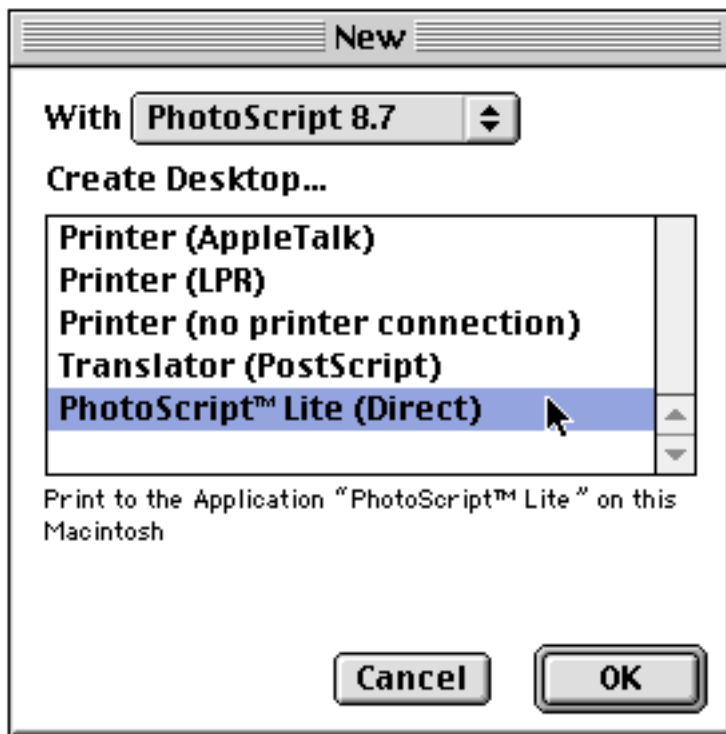 New
With PhotoScript 8.7
Create Desktop...
Printer (AppleTalk)
Printer (LPR)
Printer (no printer connection)
Translator (PostScript)
PhotoScript™ Lite (Direct)
Print to the Application “PhotoScript™ Lite” on this
Macintosh
Cancel OK